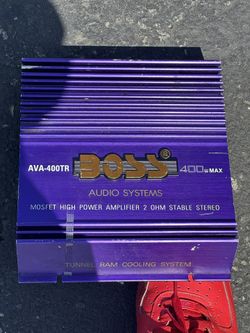 AVA-400TR BOSS® 400W MAX
AUDIO SYSTEMS
MOSFET HIGH POWER AMPLIFIER 2 OHM STABLE STEREO
TUNNEL RAM COOLING SYSTEM